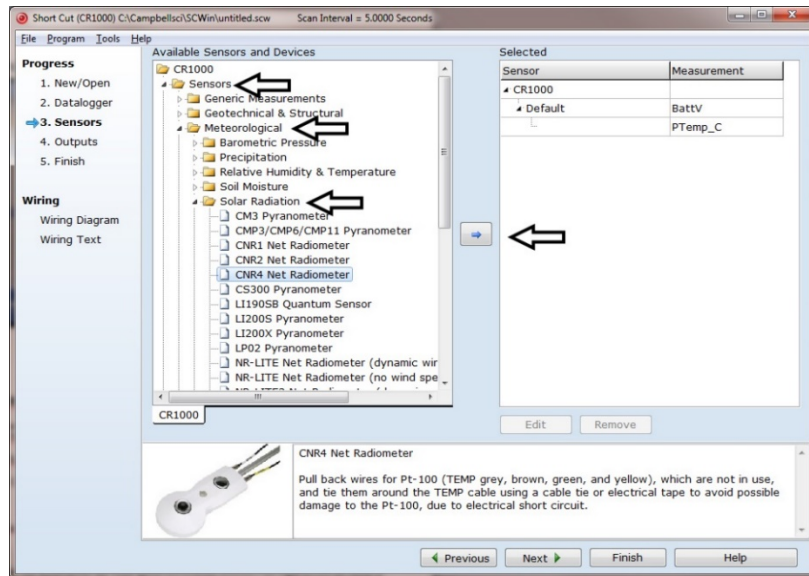 Short Cut (CR1000) C:\Campbellsci\SCWin\untitled.scw Scan Interval = 5.0000 Seconds
File Program Tools Help
Progress
1. New/Open
2. Datalogger
3. Sensors
4. Outputs
5. Finish
Wiring
Wiring Diagram
Wiring Text
Available Sensors and Devices
CR1000
Sensors
Generic Measurements
Geotechnical & Structural
Meteorological
Barometric Pressure
Precipitation
Relative Humidity & Temperature
Soil Moisture
Solar Radiation
CM3 Pyranometer
CMP3/CMP6/CMP11 Pyranometer
CNR1 Net Radiometer
CNR2 Net Radiometer
CNR4 Net Radiometer
CS300 Pyranometer
LI190SB Quantum Sensor
LI200S Pyranometer
LI200X Pyranometer
LP02 Pyranometer
NR-LITE Net Radiometer (dynamic wir
NR-LITE Net Radiometer (no wind spe
CR1000
Selected
Sensor Measurement
CR1000
Default BattV
PTemp_C
Edit Remove
CNR4 Net Radiometer
Pull back wires for Pt-100 (TEMP grey, brown, green, and yellow), which are not in use,
and tie them around the TEMP cable using a cable tie or electrical tape to avoid possible
damage to the Pt-100, due to electrical short circuit.
Previous Next Finish Help